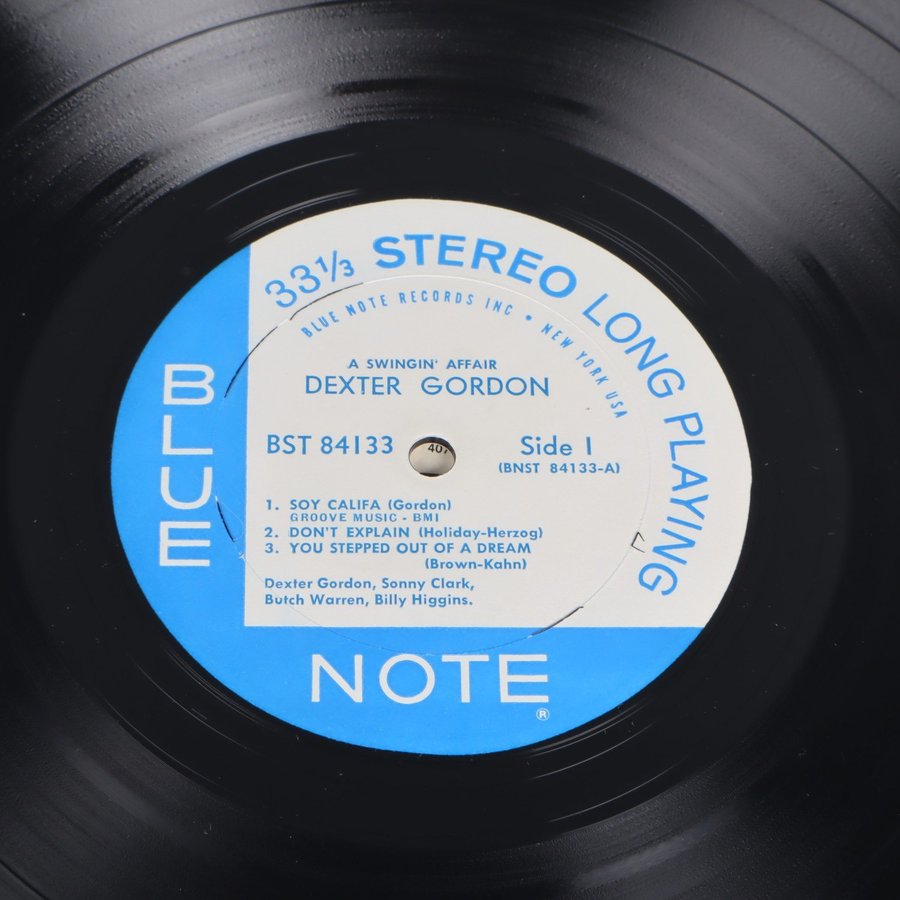 33⅓ STEREO LONG PLAYING
BLUE NOTE RECORDS INC • NEW YORK USA
A SWINGIN' AFFAIR
DEXTER GORDON
BST 84133
407
Side 1
(BNST 84133-A)
1. SOY CALIFA (Gordon)
GROOVE MUSIC - BMI
2. DON'T EXPLAIN (Holiday-Herzog)
3. YOU STEPPED OUT OF A DREAM
(Brown-Kahn)
Dexter Gordon, Sonny Clark,
Butch Warren, Billy Higgins.
BLUE
NOTE
®